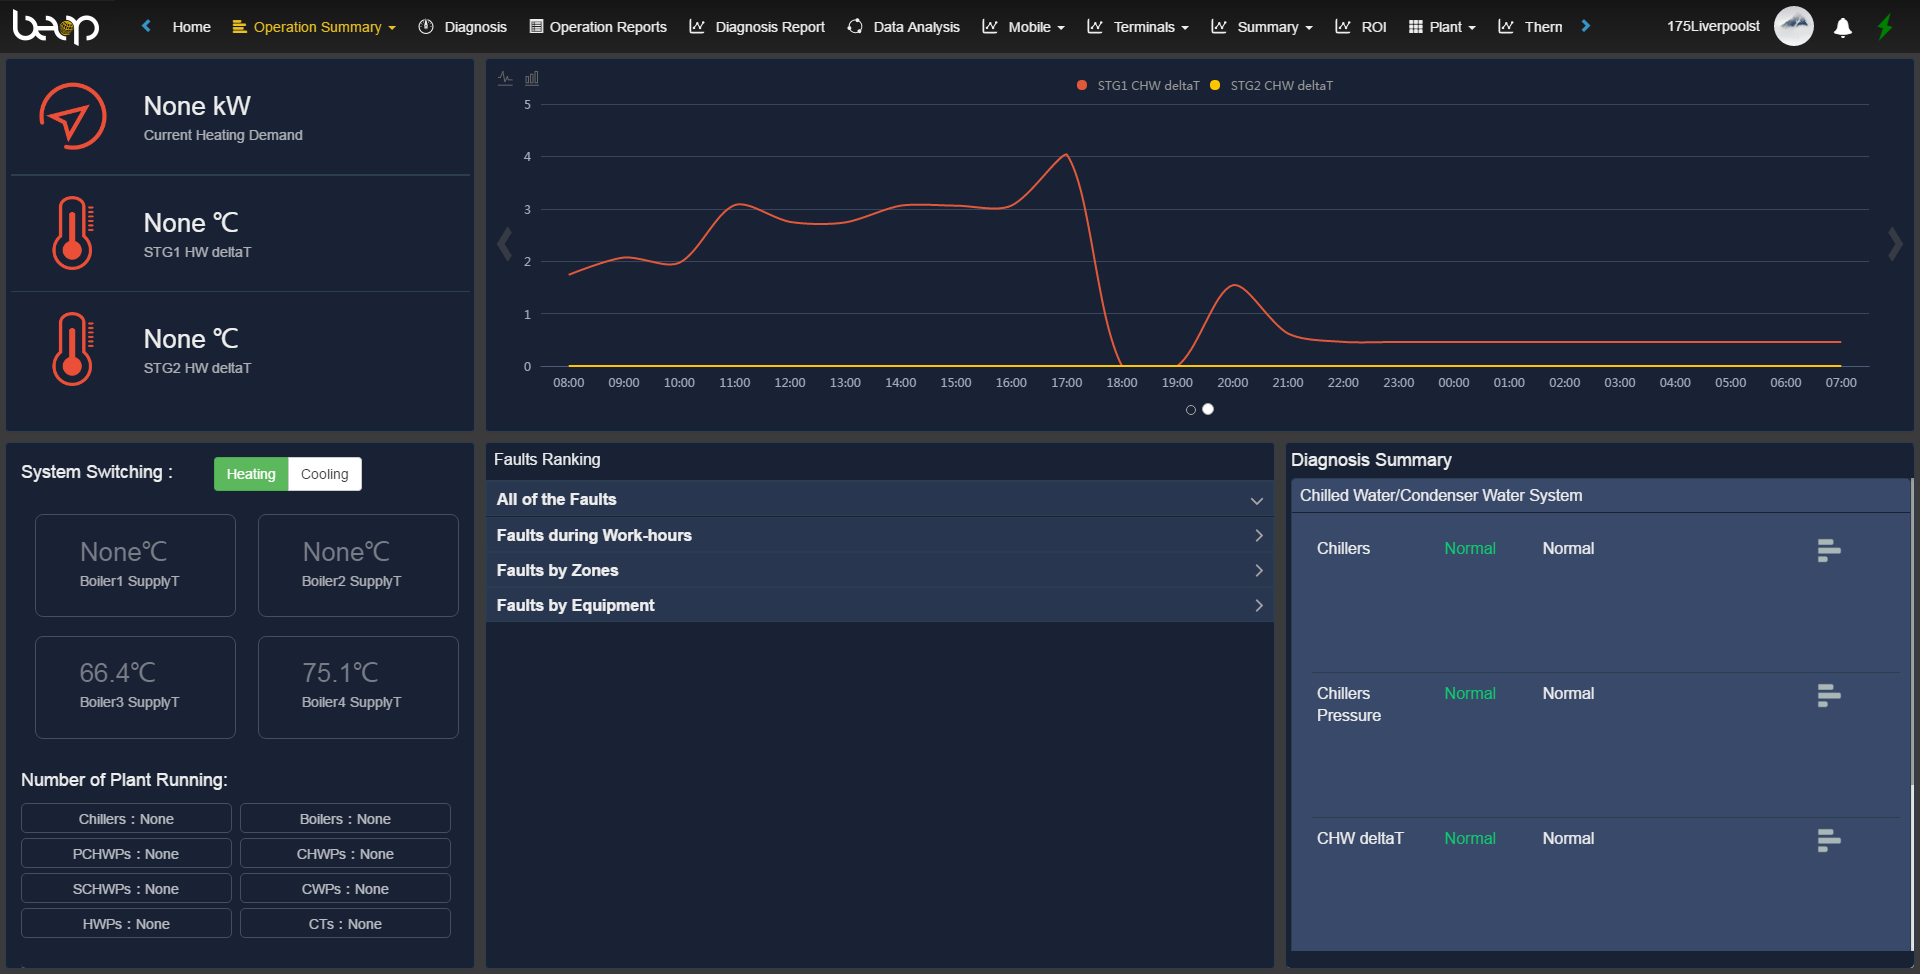 beop
Home
Operation Summary
Diagnosis
Operation Reports
Diagnosis Report
Data Analysis
Mobile
Terminals
Summary
ROI
Plant
Therm
175Liverpoolst
None kW
Current Heating Demand
None ℃
STG1 HW deltaT
None ℃
STG2 HW deltaT
STG1 CHW deltaT
STG2 CHW deltaT
5
4
3
2
1
0
08:00 09:00 10:00 11:00 12:00 13:00 14:00 15:00 16:00 17:00 18:00 19:00 20:00 21:00 22:00 23:00 00:00 01:00 02:00 03:00 04:00 05:00 06:00 07:00
System Switching :
Heating Cooling
None℃
Boiler1 SupplyT
None℃
Boiler2 SupplyT
66.4℃
Boiler3 SupplyT
75.1℃
Boiler4 SupplyT
Number of Plant Running:
Chillers : None
Boilers : None
PCHWPs : None
CHWPs : None
SCHWPs : None
CWPs : None
HWPs : None
CTs : None
Faults Ranking
All of the Faults
Faults during Work-hours
Faults by Zones
Faults by Equipment
Diagnosis Summary
Chilled Water/Condenser Water System
Chillers Normal Normal
Chillers Pressure Normal Normal
CHW deltaT Normal Normal